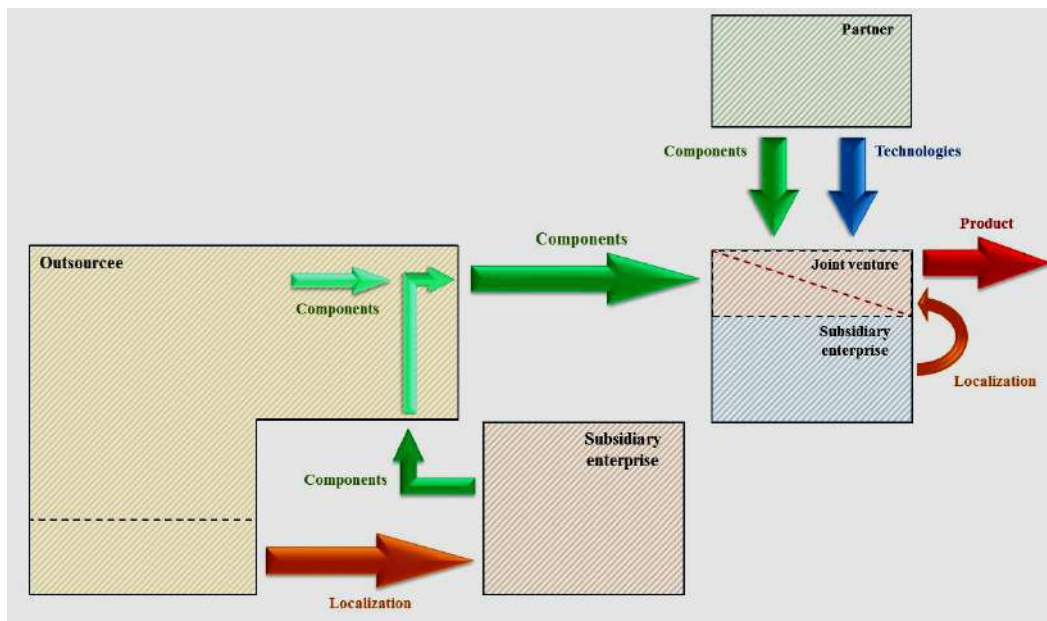 Partner
Components
Technologies
Components
Product
Outsourcee
Joint venture
Components
Subsidiary
enterprise
Localization
Subsidiary
enterprise
Components
Localization